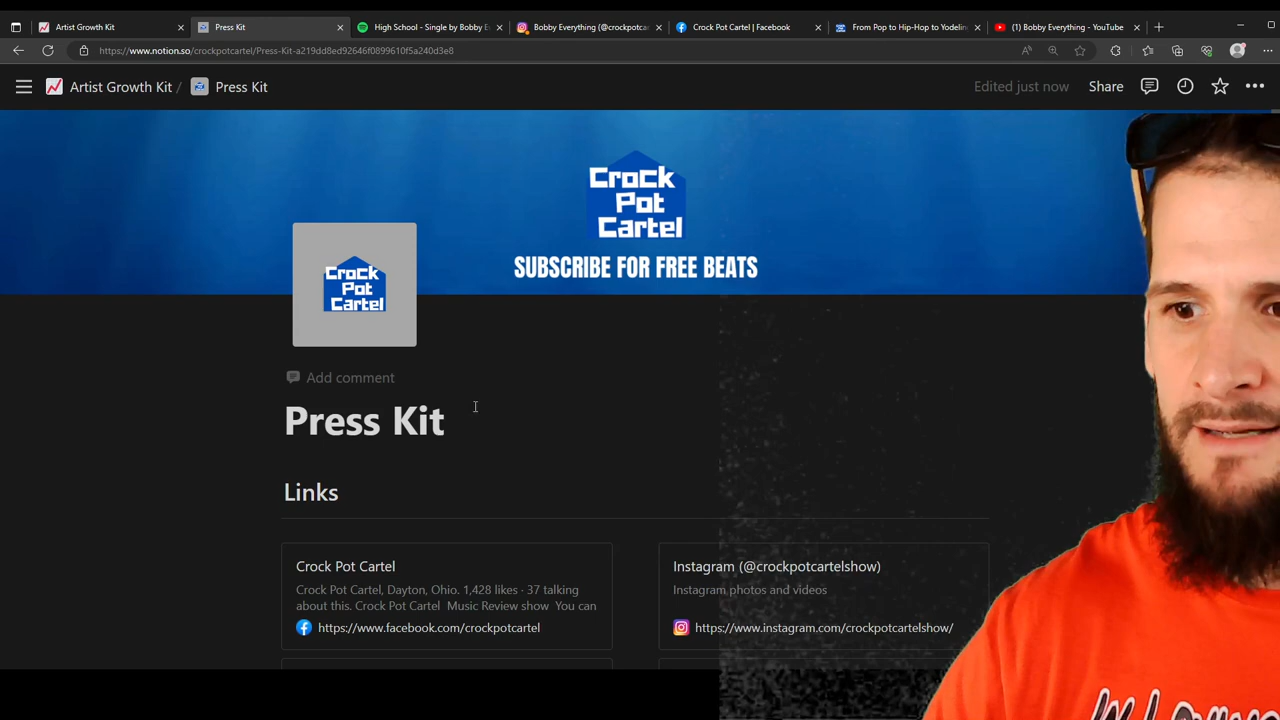 Artist Growth Kit
Press Kit
High School - Single by Bobby E
Bobby Everything (@crockpotca
Crock Pot Cartel | Facebook
From Pop to Hip-Hop to Yodelin
(1) Bobby Everything - YouTube
https://www.notion.so/crockpotcartel/Press-Kit-a219dd8ed92646f0899610f5a240d3e8
Artist Growth Kit / Press Kit
Edited just now
Share
Crock
Pot
Cartel
SUBSCRIBE FOR FREE BEATS
Crock
Pot
Cartel
Add comment
Press Kit
Links
Crock Pot Cartel
Crock Pot Cartel, Dayton, Ohio. 1,428 likes · 37 talking
about this. Crock Pot Cartel Music Review show You can
https://www.facebook.com/crockpotcartel
Instagram (@crockpotcartelshow)
Instagram photos and videos
https://www.instagram.com/crockpotcartelshow/